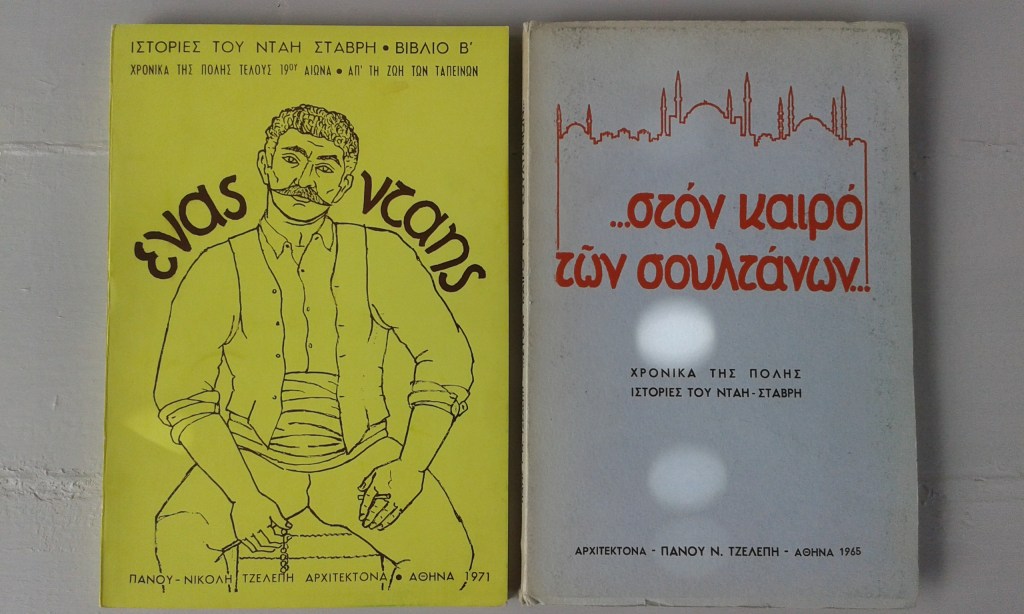 ΙΣΤΟΡΙΕΣ ΤΟΥ ΝΤΑΗ ΣΤΑΒΡΗ • ΒΙΒΛΙΟ Β'
ΧΡΟΝΙΚΑ ΤΗΣ ΠΟΛΗΣ ΤΕΛΟΥΣ 19ΟΥ ΑΙΩΝΑ • ΑΠ' ΤΗ ΖΩΗ ΤΩΝ ΤΑΠΕΙΝΩΝ
ενας νταης
ΠΑΝΟΥ - ΝΙΚΟΛΗ ΤΖΕΛΕΠΗ ΑΡΧΙΤΕΚΤΟΝΑ • ΑΘΗΝΑ 1971
...στόν καιρό
τῶν σουλτάνων...
ΧΡΟΝΙΚΑ ΤΗΣ ΠΟΛΗΣ
ΙΣΤΟΡΙΕΣ ΤΟΥ ΝΤΑΗ - ΣΤΑΒΡΗ
ΑΡΧΙΤΕΚΤΟΝΑ - ΠΑΝΟΥ Ν. ΤΖΕΛΕΠΗ - ΑΘΗΝΑ 1965